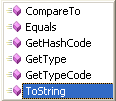 CompareTo
Equals
GetHashCode
GetType
GetTypeCode
ToString